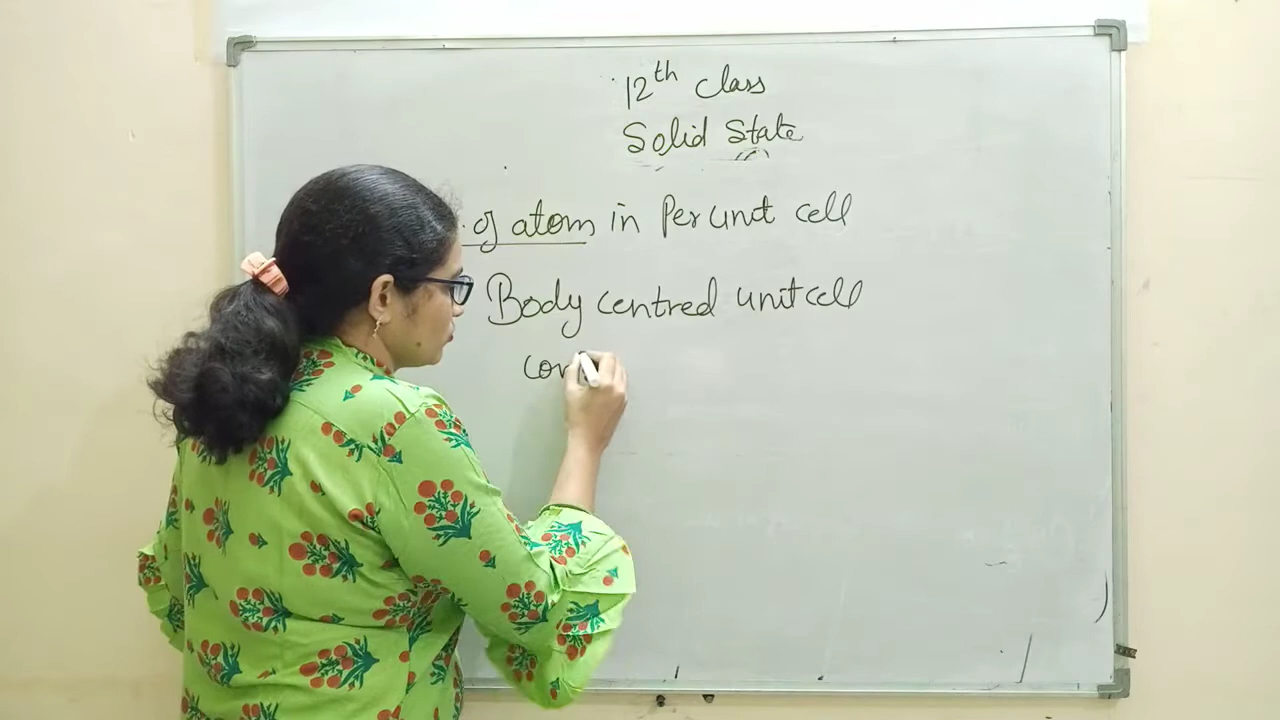 12th class
Solid State
of atom in Per unit cell
Body centred unit cell